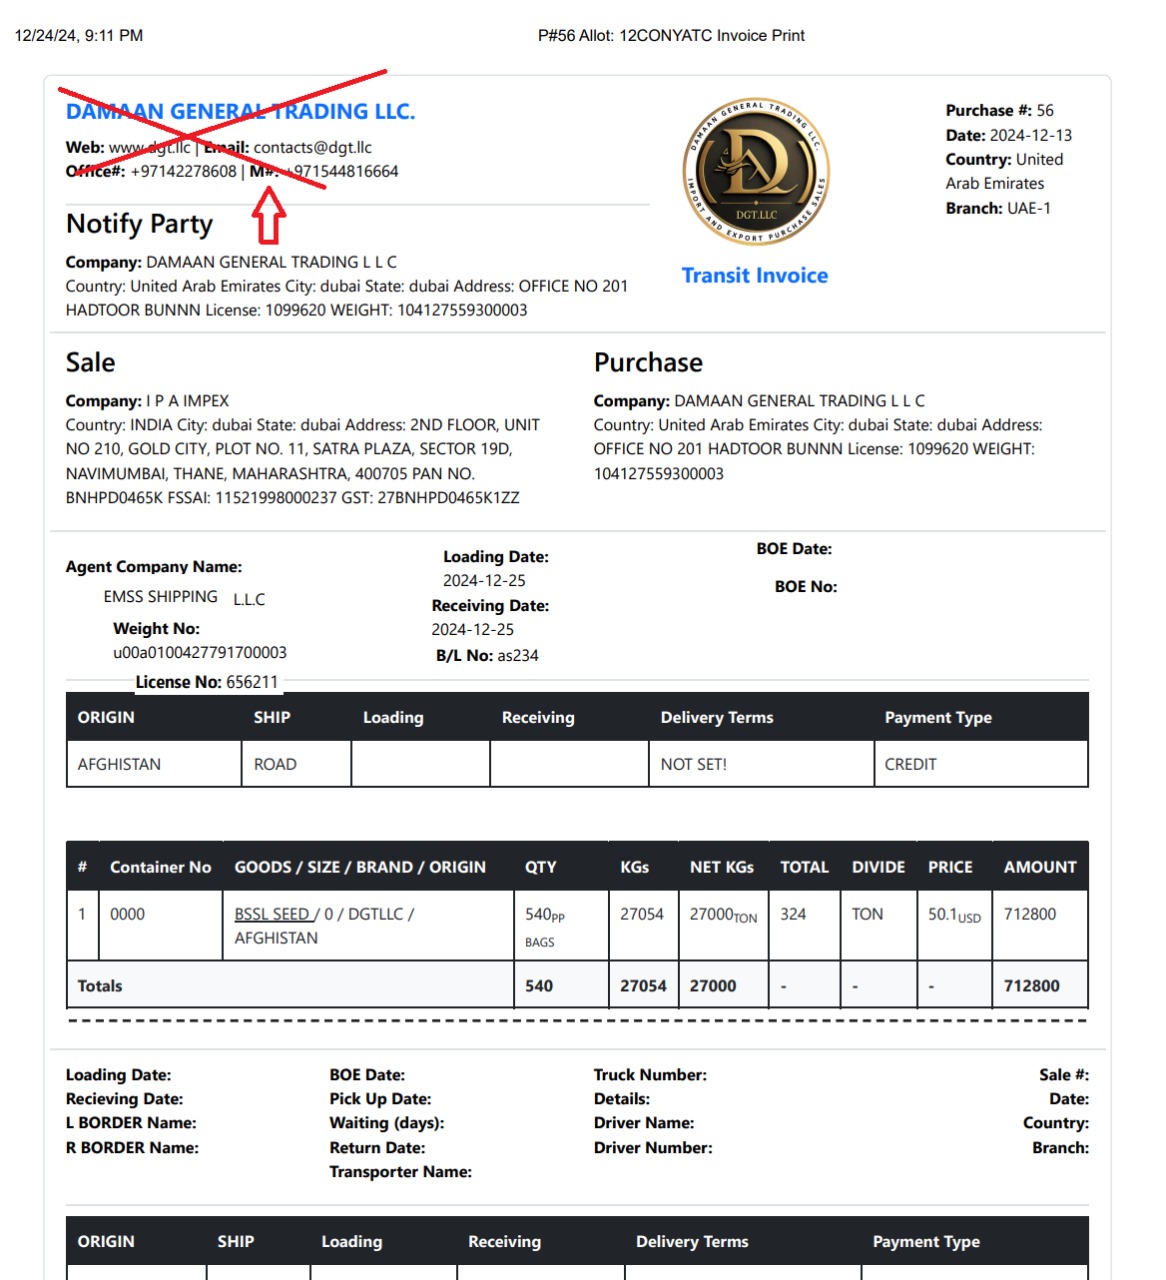 12/24/24, 9:11 PM
P#56 Allot: 12CONYATC Invoice Print
DAMAAN GENERAL TRADING LLC.
Web: www.dgt.llc | Email: contacts@dgt.llc
Office#: +97142278608 | M#: +971544816664
DAMAAN GENERAL TRADING LLC.
DGT.LLC
IMPORT AND EXPORT PURCHASE SALES
Transit Invoice
Purchase #: 56
Date: 2024-12-13
Country: United
Arab Emirates
Branch: UAE-1
Notify Party
Company: DAMAAN GENERAL TRADING L L C
Country: United Arab Emirates City: dubai State: dubai Address: OFFICE NO 201
HADTOOR BUNNN License: 1099620 WEIGHT: 104127559300003
Sale
Company: I P A IMPEX
Country: INDIA City: dubai State: dubai Address: 2ND FLOOR, UNIT
NO 210, GOLD CITY, PLOT NO. 11, SATRA PLAZA, SECTOR 19D,
NAVIMUMBAI, THANE, MAHARASHTRA, 400705 PAN NO.
BNHPD0465K FSSAI: 11521998000237 GST: 27BNHPD0465K1ZZ
Purchase
Company: DAMAAN GENERAL TRADING L L C
Country: United Arab Emirates City: dubai State: dubai Address:
OFFICE NO 201 HADTOOR BUNNN License: 1099620 WEIGHT:
104127559300003
Agent Company Name:
EMSS SHIPPING L.L.C
Weight No:
u00a0100427791700003
License No: 656211
Loading Date:
2024-12-25
Receiving Date:
2024-12-25
B/L No: as234
BOE Date:
BOE No:
ORIGIN SHIP Loading Receiving Delivery Terms Payment Type
AFGHISTAN ROAD NOT SET! CREDIT
# Container No GOODS / SIZE / BRAND / ORIGIN QTY KGs NET KGs TOTAL DIVIDE PRICE AMOUNT
1 0000 BSSL SEED / 0 / DGTLLC / 540PP 27054 27000TON 324 TON 50.1USD 712800
AFGHISTAN BAGS
Totals 540 27054 27000 - - - 712800
Loading Date:
Recieving Date:
L BORDER Name:
R BORDER Name:
BOE Date:
Pick Up Date:
Waiting (days):
Return Date:
Transporter Name:
Truck Number:
Details:
Driver Name:
Driver Number:
Sale #:
Date:
Country:
Branch:
ORIGIN SHIP Loading Receiving Delivery Terms Payment Type